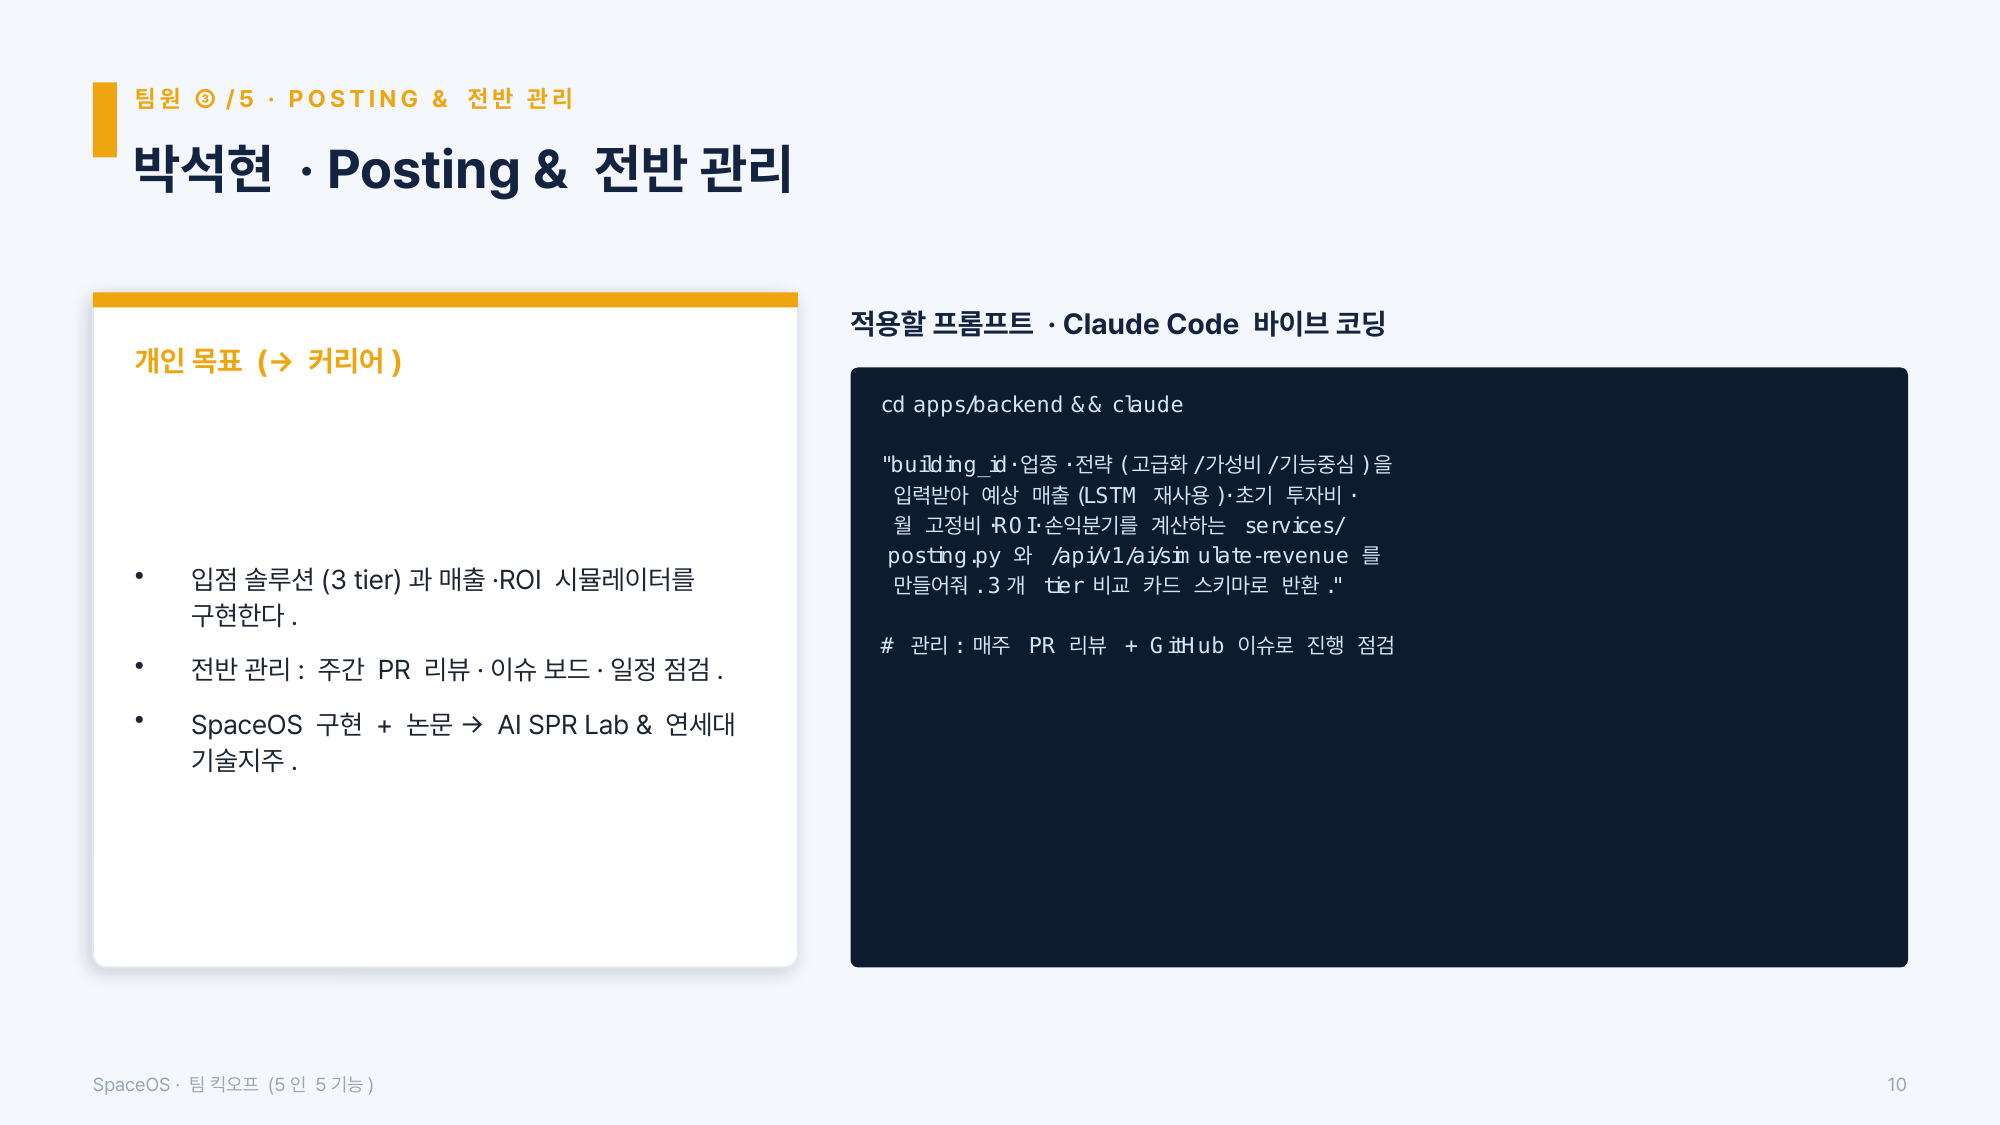 팀원 ③/5 · POSTING & 전반 관리
박석현 · Posting & 전반 관리
개인 목표 (→ 커리어)
• 입점 솔루션 (3 tier) 과 매출·ROI 시뮬레이터를
구현한다.
• 전반 관리: 주간 PR 리뷰 · 이슈 보드 · 일정 점검.
• SpaceOS 구현 + 논문 → AI SPR Lab & 연세대
기술지주.
적용할 프롬프트 · Claude Code 바이브 코딩
cd apps/backend && claude
"building_id·업종·전략(고급화/가성비/기능중심)을
입력받아 예상 매출(LSTM 재사용)·초기 투자비·
월 고정비·ROI·손익분기를 계산하는 services/
posting.py 와 /api/v1/ai/simulate-revenue 를
만들어줘. 3개 tier 비교 카드 스키마로 반환."
# 관리: 매주 PR 리뷰 + GitHub 이슈로 진행 점검
SpaceOS · 팀 킥오프 (5인 5기능)
10